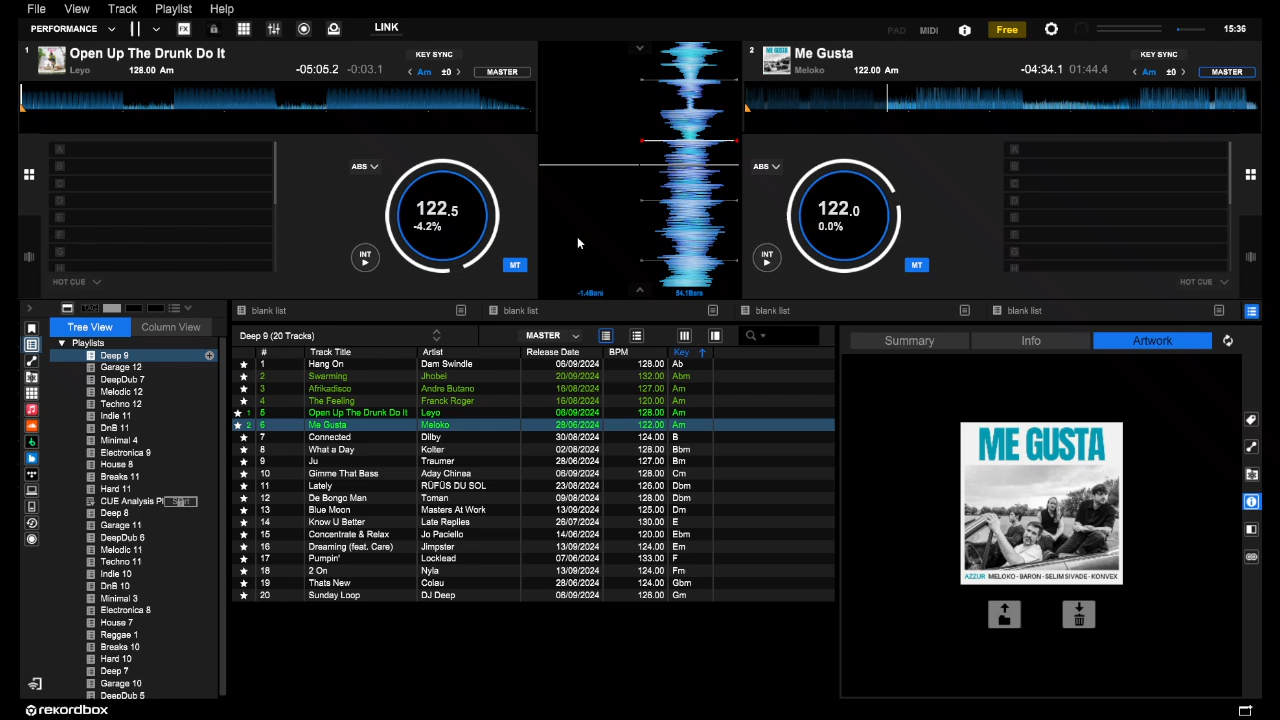 File View Track Playlist Help
PERFORMANCE FX LINK PAD MIDI Free 15:36
1 Open Up The Drunk Do It KEY SYNC
Leyo 128.00 Am -05:05.2 -0:03.1 Am ±0 MASTER
2 Me Gusta KEY SYNC
Meloko 122.00 Am -04:34.1 01:44.4 Am ±0 MASTER
A
B
C
D
E
F
G
H
HOT CUE
ABS
122.5
-4.2%
INT
MT
-1.4Bars 54.1Bars
ABS
122.0
0.0%
INT
MT
A
B
C
D
E
F
G
H
HOT CUE
TAG
blank list blank list blank list blank list
Tree View Column View
Playlists
Deep 9
Garage 12
DeepDub 7
Melodic 12
Techno 12
Indie 11
DnB 11
Minimal 4
Electronica 9
House 8
Breaks 11
Hard 11
CUE Analysis Pl
Deep 8
Garage 11
DeepDub 6
Melodic 11
Techno 11
Indie 10
DnB 10
Minimal 3
Electronica 8
House 7
Reggae 1
Breaks 10
Hard 10
Deep 7
Garage 10
DeepDub 5
Deep 9 (20 Tracks) MASTER
# Track Title Artist Release Date BPM Key
1 Hang On Dam Swindle 06/09/2024 128.00 Ab
2 Swarming Jhobei 20/09/2024 132.00 Abm
3 Afrikadisco Andre Butano 16/08/2024 127.00 Am
4 The Feeling Franck Roger 16/08/2024 120.00 Am
1 5 Open Up The Drunk Do It Leyo 06/09/2024 128.00 Am
2 6 Me Gusta Meloko 28/06/2024 122.00 Am
7 Connected Dilby 30/08/2024 124.00 B
8 What a Day Kolter 02/08/2024 128.00 Bbm
9 Ju Traumer 28/06/2024 127.00 Bm
10 Gimme That Bass Aday Chinea 06/09/2024 128.00 Cm
11 Lately RÜFÜS DU SOL 23/08/2024 126.00 Dbm
12 De Bongo Man Toman 09/08/2024 128.00 Dbm
13 Blue Moon Masters At Work 13/09/2024 125.00 Dm
14 Know U Better Late Replies 26/07/2024 130.00 E
15 Concentrate & Relax Jo Paciello 14/06/2024 120.00 Ebm
16 Dreaming (feat. Care) Jimpster 13/09/2024 124.00 Em
17 Pumpin' Locklead 07/06/2024 133.00 F
18 2 On Nyla 13/09/2024 124.00 Fm
19 Thats New Colau 28/06/2024 124.00 Gbm
20 Sunday Loop DJ Deep 06/09/2024 126.00 Gm
Summary Info Artwork
ME GUSTA
AZZUR MELOKO · BARON · SELIM SIVADE · KONVEX
rekordbox